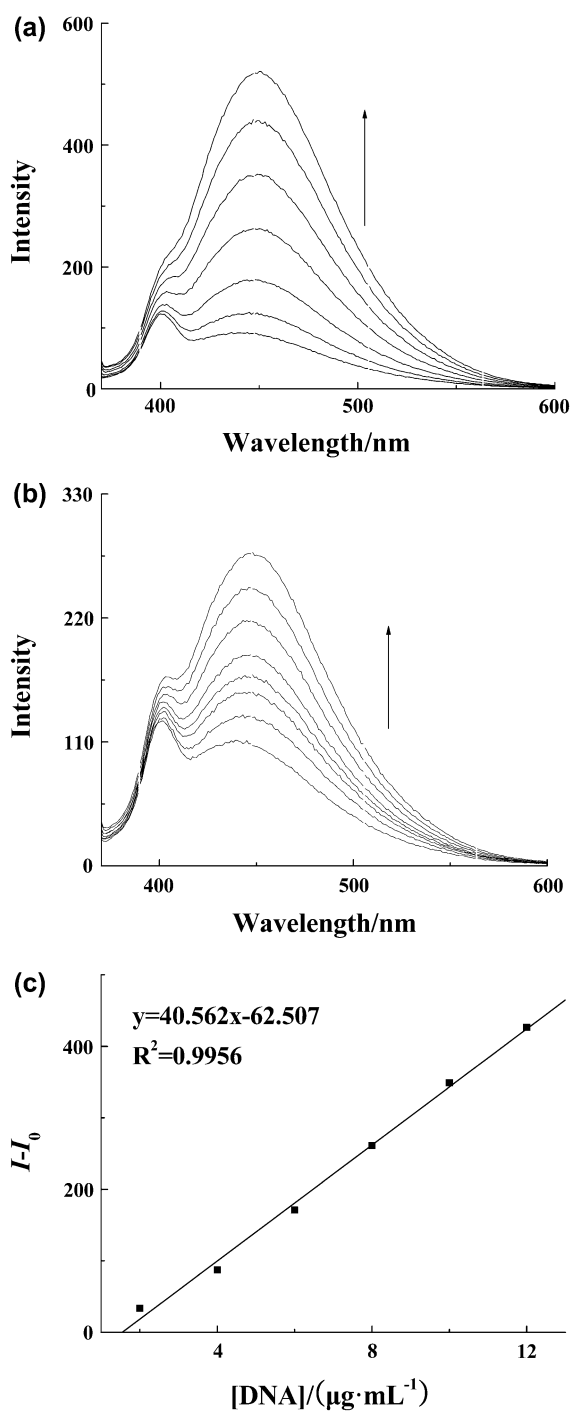 (a)
600
400
200
0
Intensity
400
500
600
Wavelength/nm
(b)
330
220
110
0
Intensity
400
500
600
Wavelength/nm
(c)
y=40.562x-62.507
R²=0.9956
400
200
0
I-I₀
4
8
12
[DNA]/(μg·mL⁻¹)